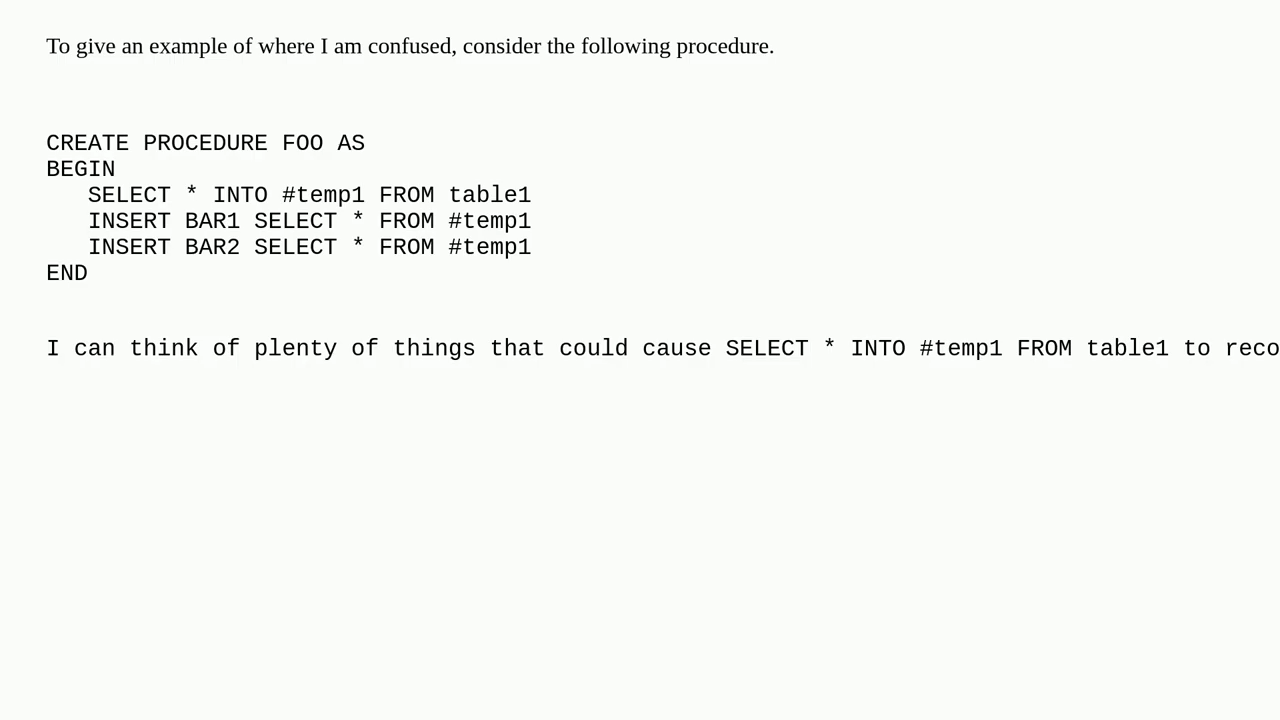 To give an example of where I am confused, consider the following procedure.
CREATE PROCEDURE FOO AS
BEGIN
   SELECT * INTO #temp1 FROM table1
   INSERT BAR1 SELECT * FROM #temp1
   INSERT BAR2 SELECT * FROM #temp1
END
I can think of plenty of things that could cause SELECT * INTO #temp1 FROM table1 to reco